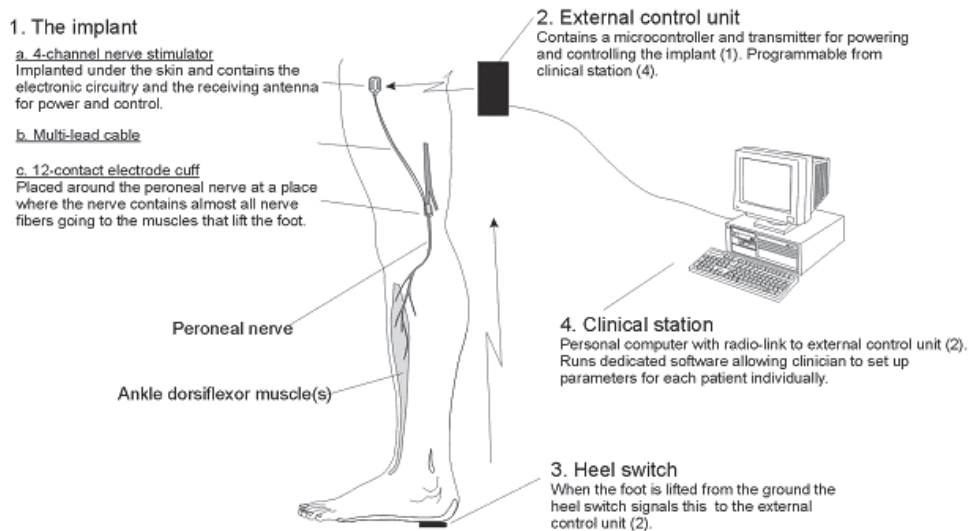 1. The implant
a. 4-channel nerve stimulator
Implanted under the skin and contains the
electronic circuitry and the receiving antenna
for power and control.
b. Multi-lead cable
c. 12-contact electrode cuff
Placed around the peroneal nerve at a place
where the nerve contains almost all nerve
fibers going to the muscles that lift the foot.
Peroneal nerve
Ankle dorsiflexor muscle(s)
2. External control unit
Contains a microcontroller and transmitter for powering
and controlling the implant (1). Programmable from
clinical station (4).
4. Clinical station
Personal computer with radio-link to external control unit (2).
Runs dedicated software allowing clinician to set up
parameters for each patient individually.
3. Heel switch
When the foot is lifted from the ground the
heel switch signals this to the external
control unit (2).